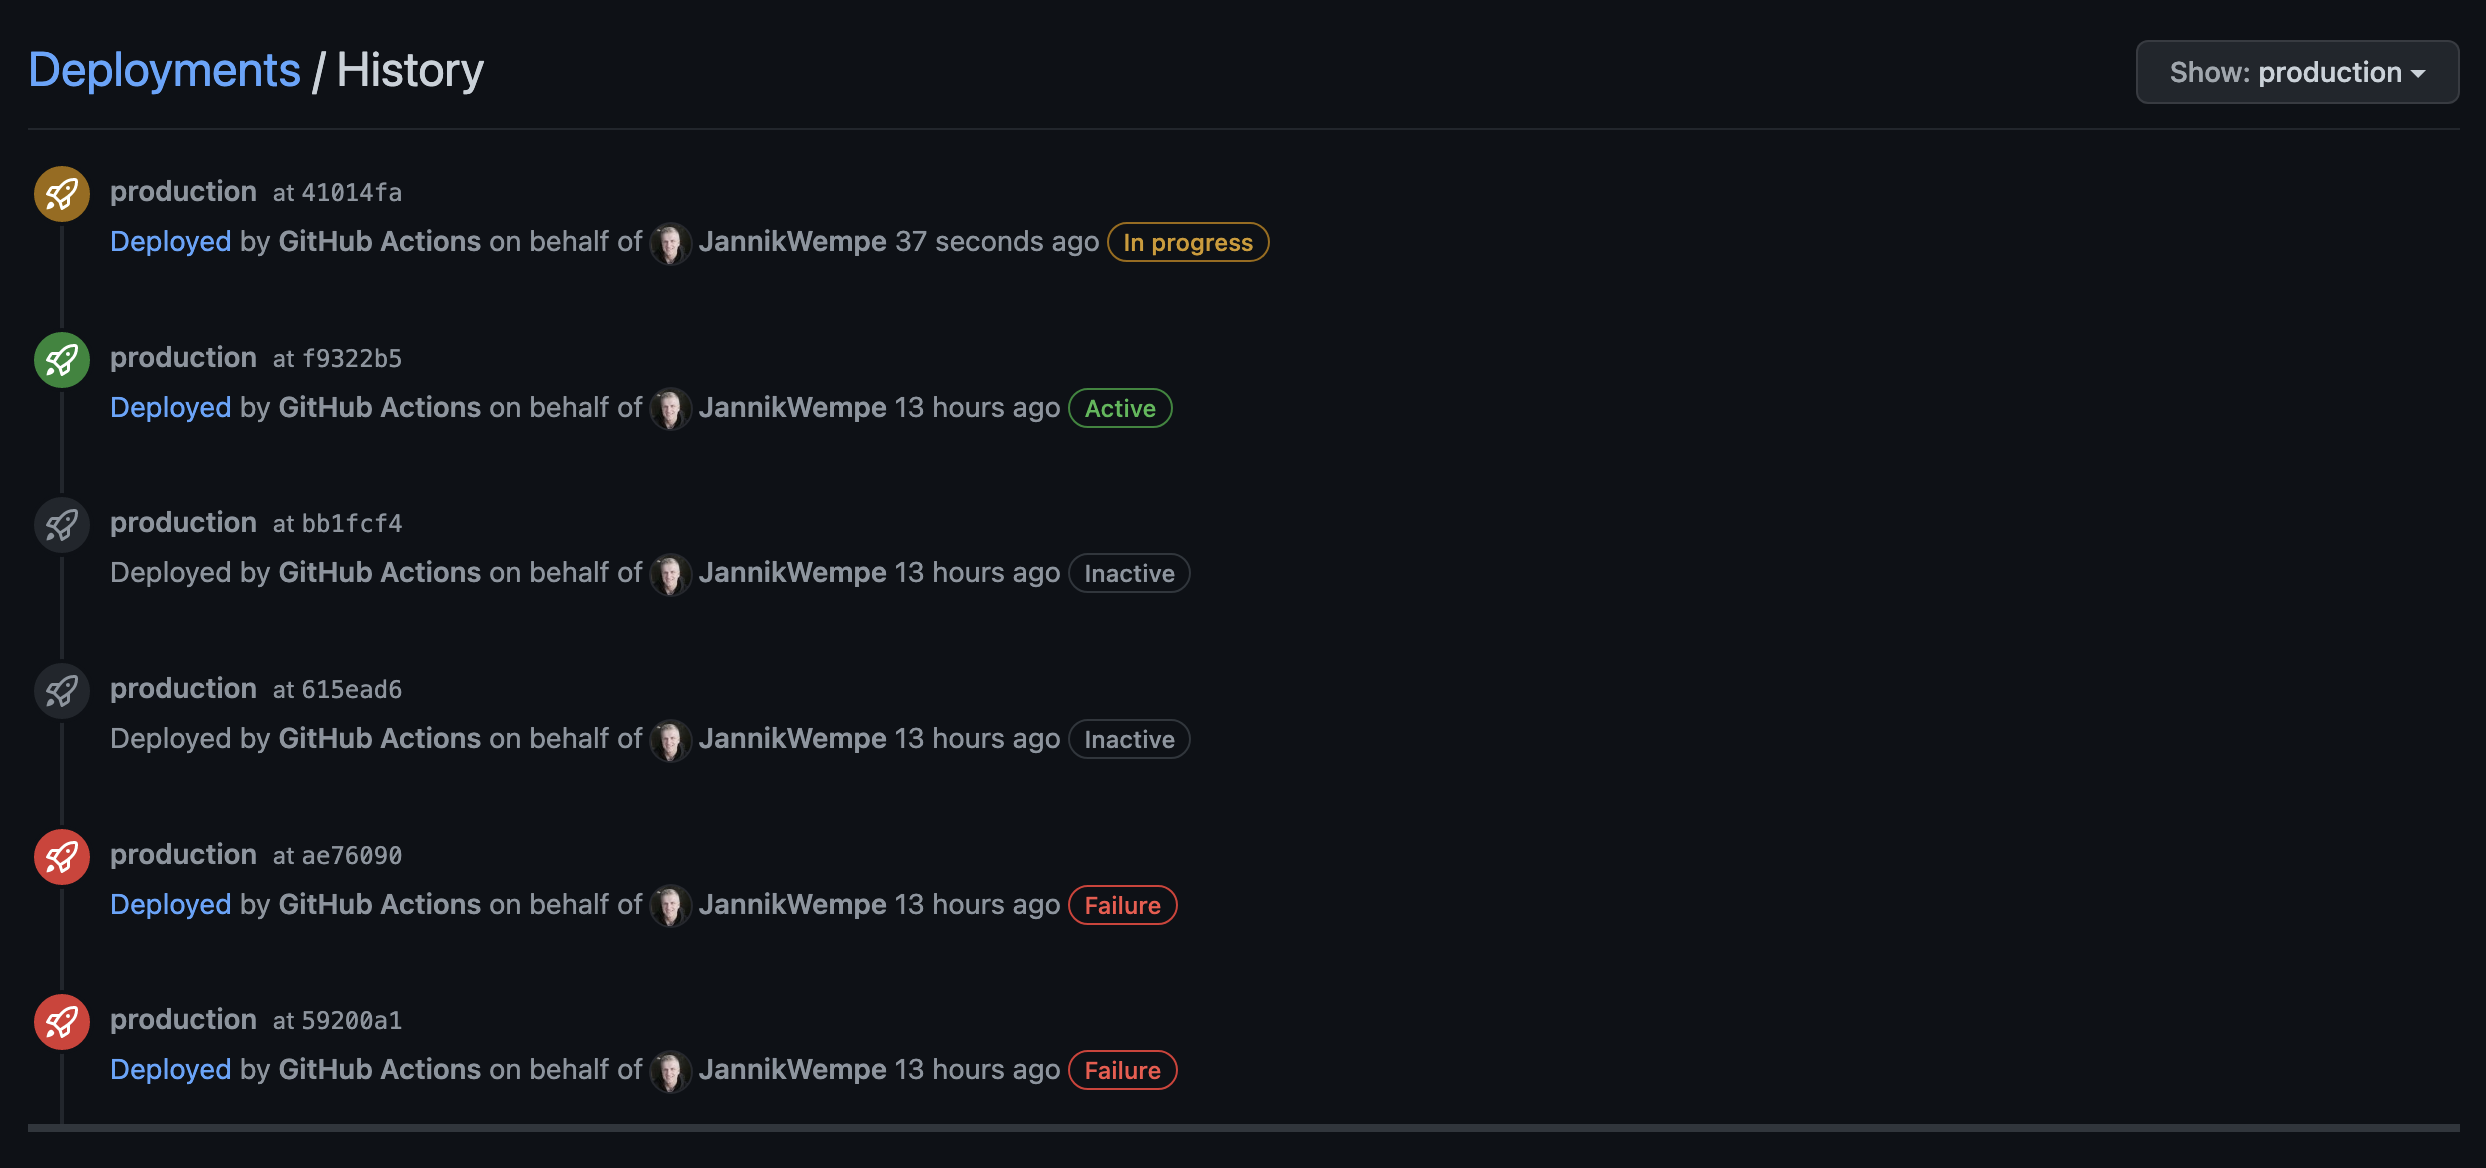 Deployments / History
Show: production
production at 41014fa
Deployed by GitHub Actions on behalf of JannikWempe 37 seconds ago In progress
production at f9322b5
Deployed by GitHub Actions on behalf of JannikWempe 13 hours ago Active
production at bb1fcf4
Deployed by GitHub Actions on behalf of JannikWempe 13 hours ago Inactive
production at 615ead6
Deployed by GitHub Actions on behalf of JannikWempe 13 hours ago Inactive
production at ae76090
Deployed by GitHub Actions on behalf of JannikWempe 13 hours ago Failure
production at 59200a1
Deployed by GitHub Actions on behalf of JannikWempe 13 hours ago Failure